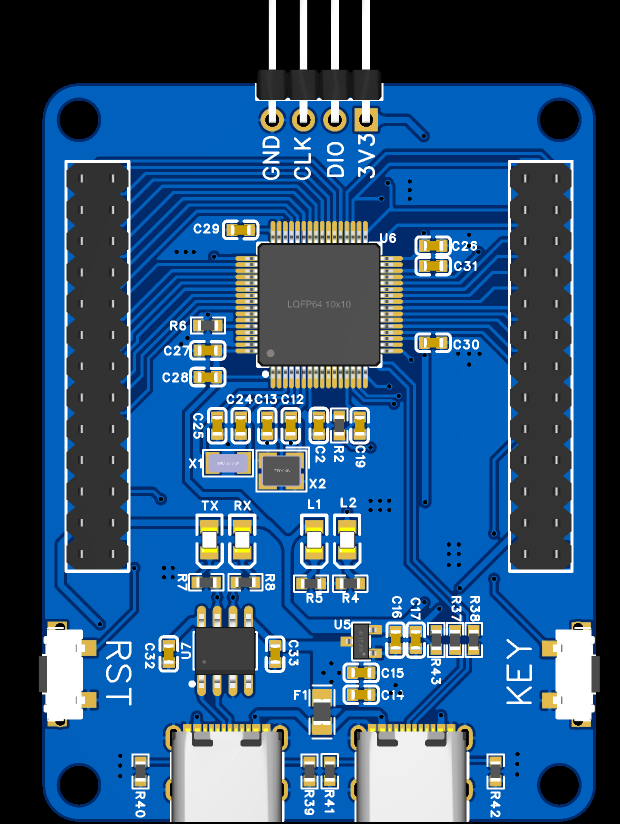 GND
CLK
DIO
3V3
C29
U6
C28
C31
LQFP64 10x10
R6
C27
C30
C28
C24
C13
C12
C25
C2
R2
C19
X1
X2
TX
RX
L1
L2
R7
R8
R5
R4
C16
C17
R37
R38
U5
RST
C32
U7
C33
R43
KEY
C15
C14
F1
R40
R39
R41
R42